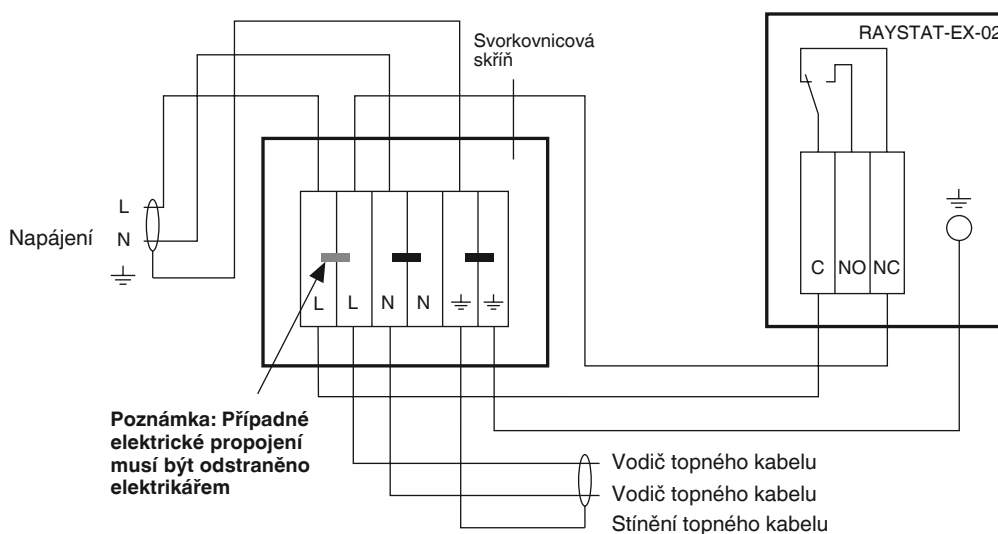 Svorkovnicová
skříň
RAYSTAT-EX-02
L
Napájení
N
C NO NC
L L N N
Poznámka: Případné
elektrické propojení
musí být odstraněno
elektrikářem
Vodič topného kabelu
Vodič topného kabelu
Stínění topného kabelu